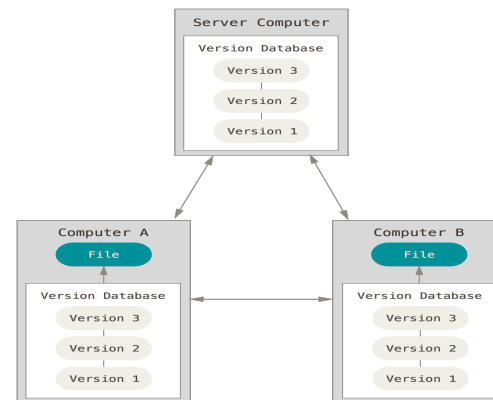 Server Computer
Version Database
Version 3
Version 2
Version 1
Computer A
File
Version Database
Version 3
Version 2
Version 1
Computer B
File
Version Database
Version 3
Version 2
Version 1